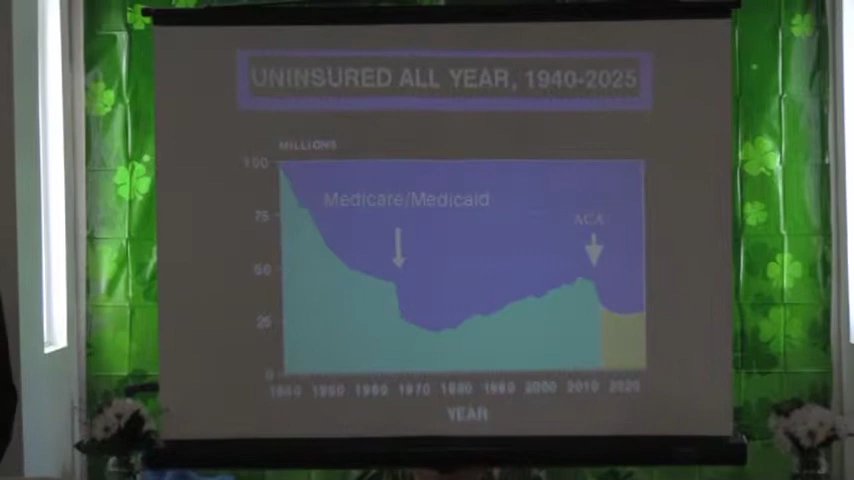 UNINSURED ALL YEAR, 1940-2025
MILLIONS
100
Medicare/Medicaid
75
ACA
50
25
0
1940 1950 1960 1970 1980 1990 2000 2010 2020
YEAR